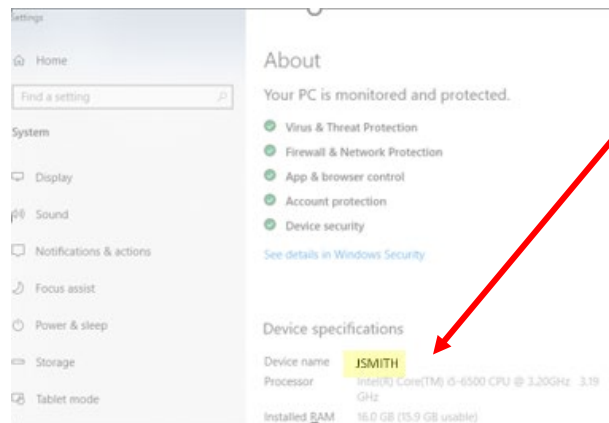 Settings
Home
Find a setting
System
Display
Sound
Notifications & actions
Focus assist
Power & sleep
Storage
Tablet mode
About
Your PC is monitored and protected.
Virus & Threat Protection
Firewall & Network Protection
App & browser control
Account protection
Device security
See details in Windows Security
Device specifications
Device name JSMITH
Processor Intel(R) Core(TM) i5-6500 CPU @ 3.20GHz 3.19
GHz
Installed RAM 16.0 GB (15.9 GB usable)